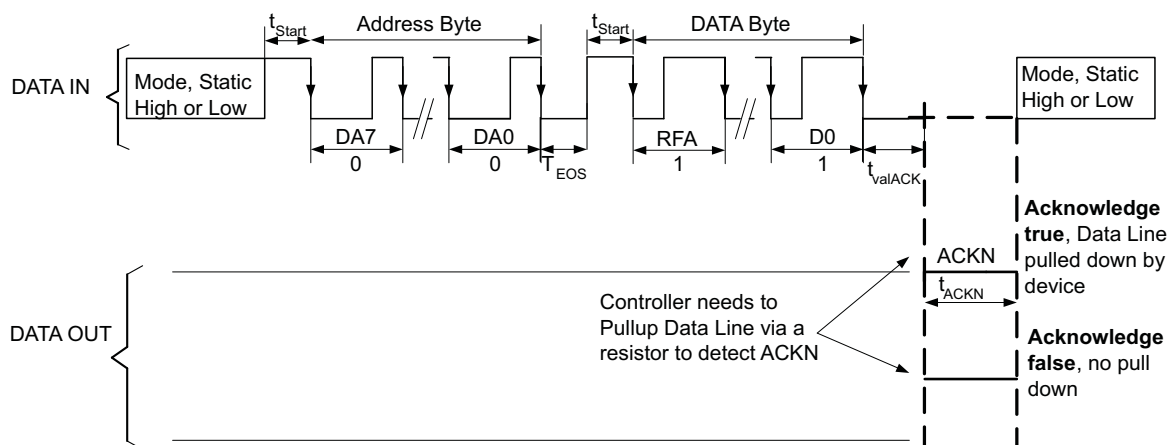 tStart
Address Byte
tStart
DATA Byte
DATA IN
Mode, Static
High or Low
Mode, Static
High or Low
DA7
0
DA0
0
TEOS
RFA
1
D0
1
tvalACK
Acknowledge
true, Data Line
pulled down by
device
ACKN
tACKN
Controller needs to
Pullup Data Line via a
resistor to detect ACKN
DATA OUT
Acknowledge
false, no pull
down